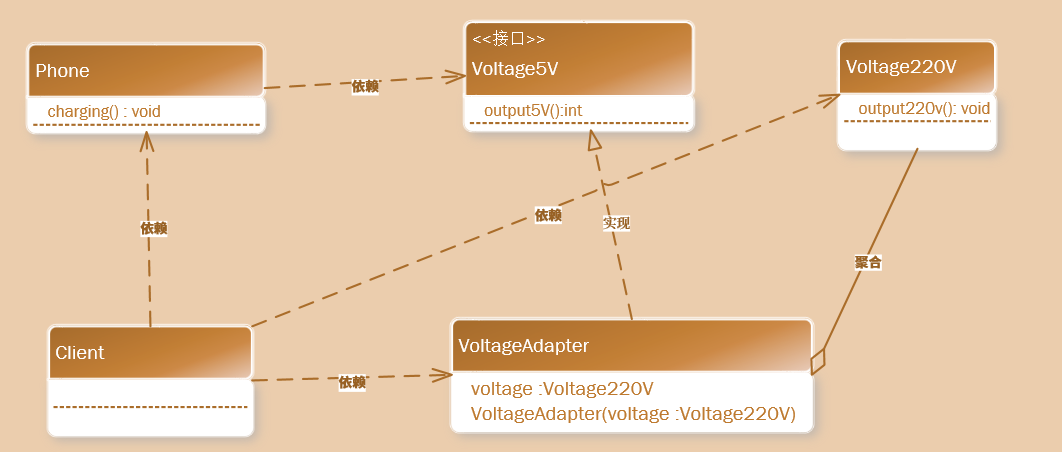 <<接口>>
Phone
Voltage5V
Voltage220V
charging() : void
依赖
output5V():int
output220v(): void
依赖
依赖
实现
聚合
Client
VoltageAdapter
依赖
voltage :Voltage220V
VoltageAdapter(voltage :Voltage220V)